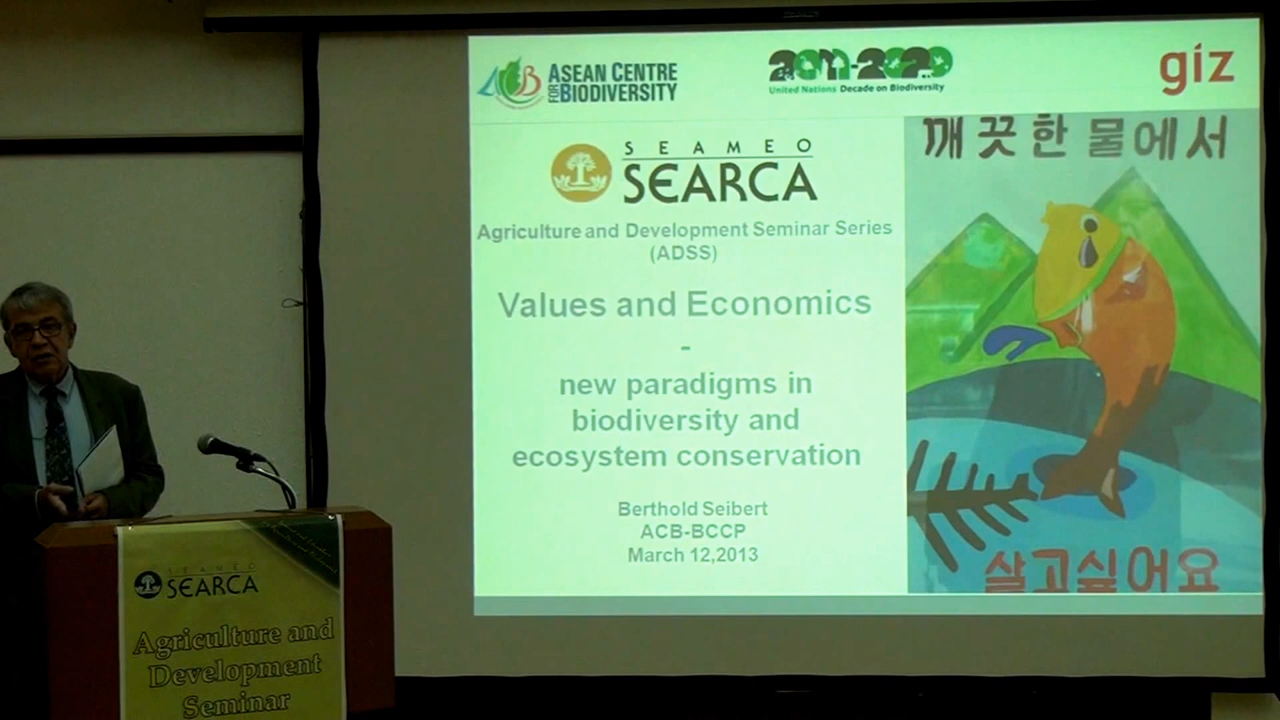 ASEAN CENTRE
FOR BIODIVERSITY
ACB
2011-2020
United Nations Decade on Biodiversity
giz
SEAMEO
SEARCA
Agriculture and Development Seminar Series
(ADSS)
Values and Economics
-
new paradigms in
biodiversity and
ecosystem conservation
Berthold Seibert
ACB-BCCP
March 12,2013
깨끗한 물에서
살고싶어요
SEAMEO
SEARCA
Agriculture and
Development
Seminar